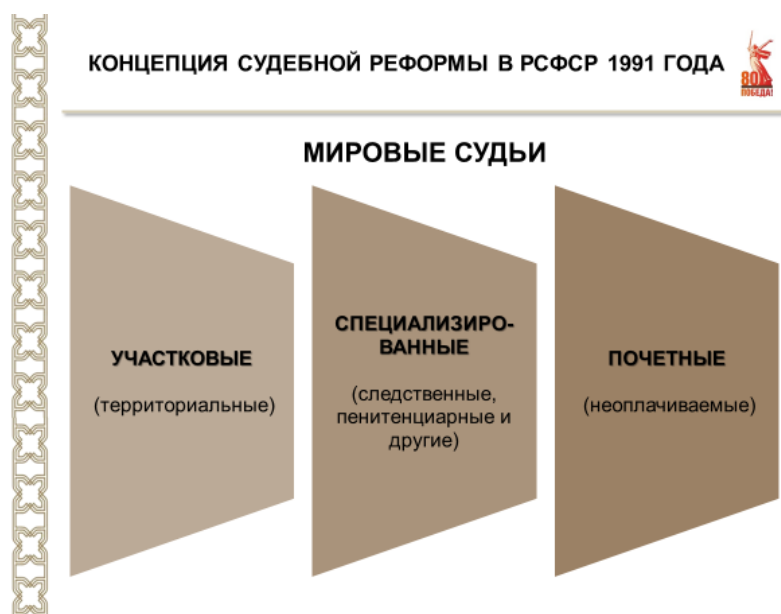 КОНЦЕПЦИЯ СУДЕБНОЙ РЕФОРМЫ В РСФСР 1991 ГОДА
80
ПОБЕДА!
МИРОВЫЕ СУДЬИ
УЧАСТКОВЫЕ
(территориальные)
СПЕЦИАЛИЗИРО-
ВАННЫЕ
(следственные,
пенитенциарные и
другие)
ПОЧЕТНЫЕ
(неоплачиваемые)